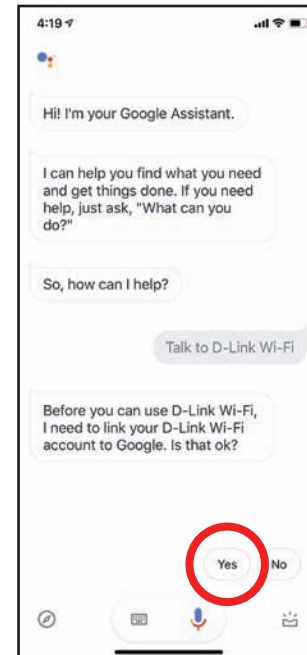 4:19
Hi! I'm your Google Assistant.
I can help you find what you need
and get things done. If you need
help, just ask, "What can you
do?"
So, how can I help?
Talk to D-Link Wi-Fi
Before you can use D-Link Wi-Fi,
I need to link your D-Link Wi-Fi
account to Google. Is that ok?
Yes No